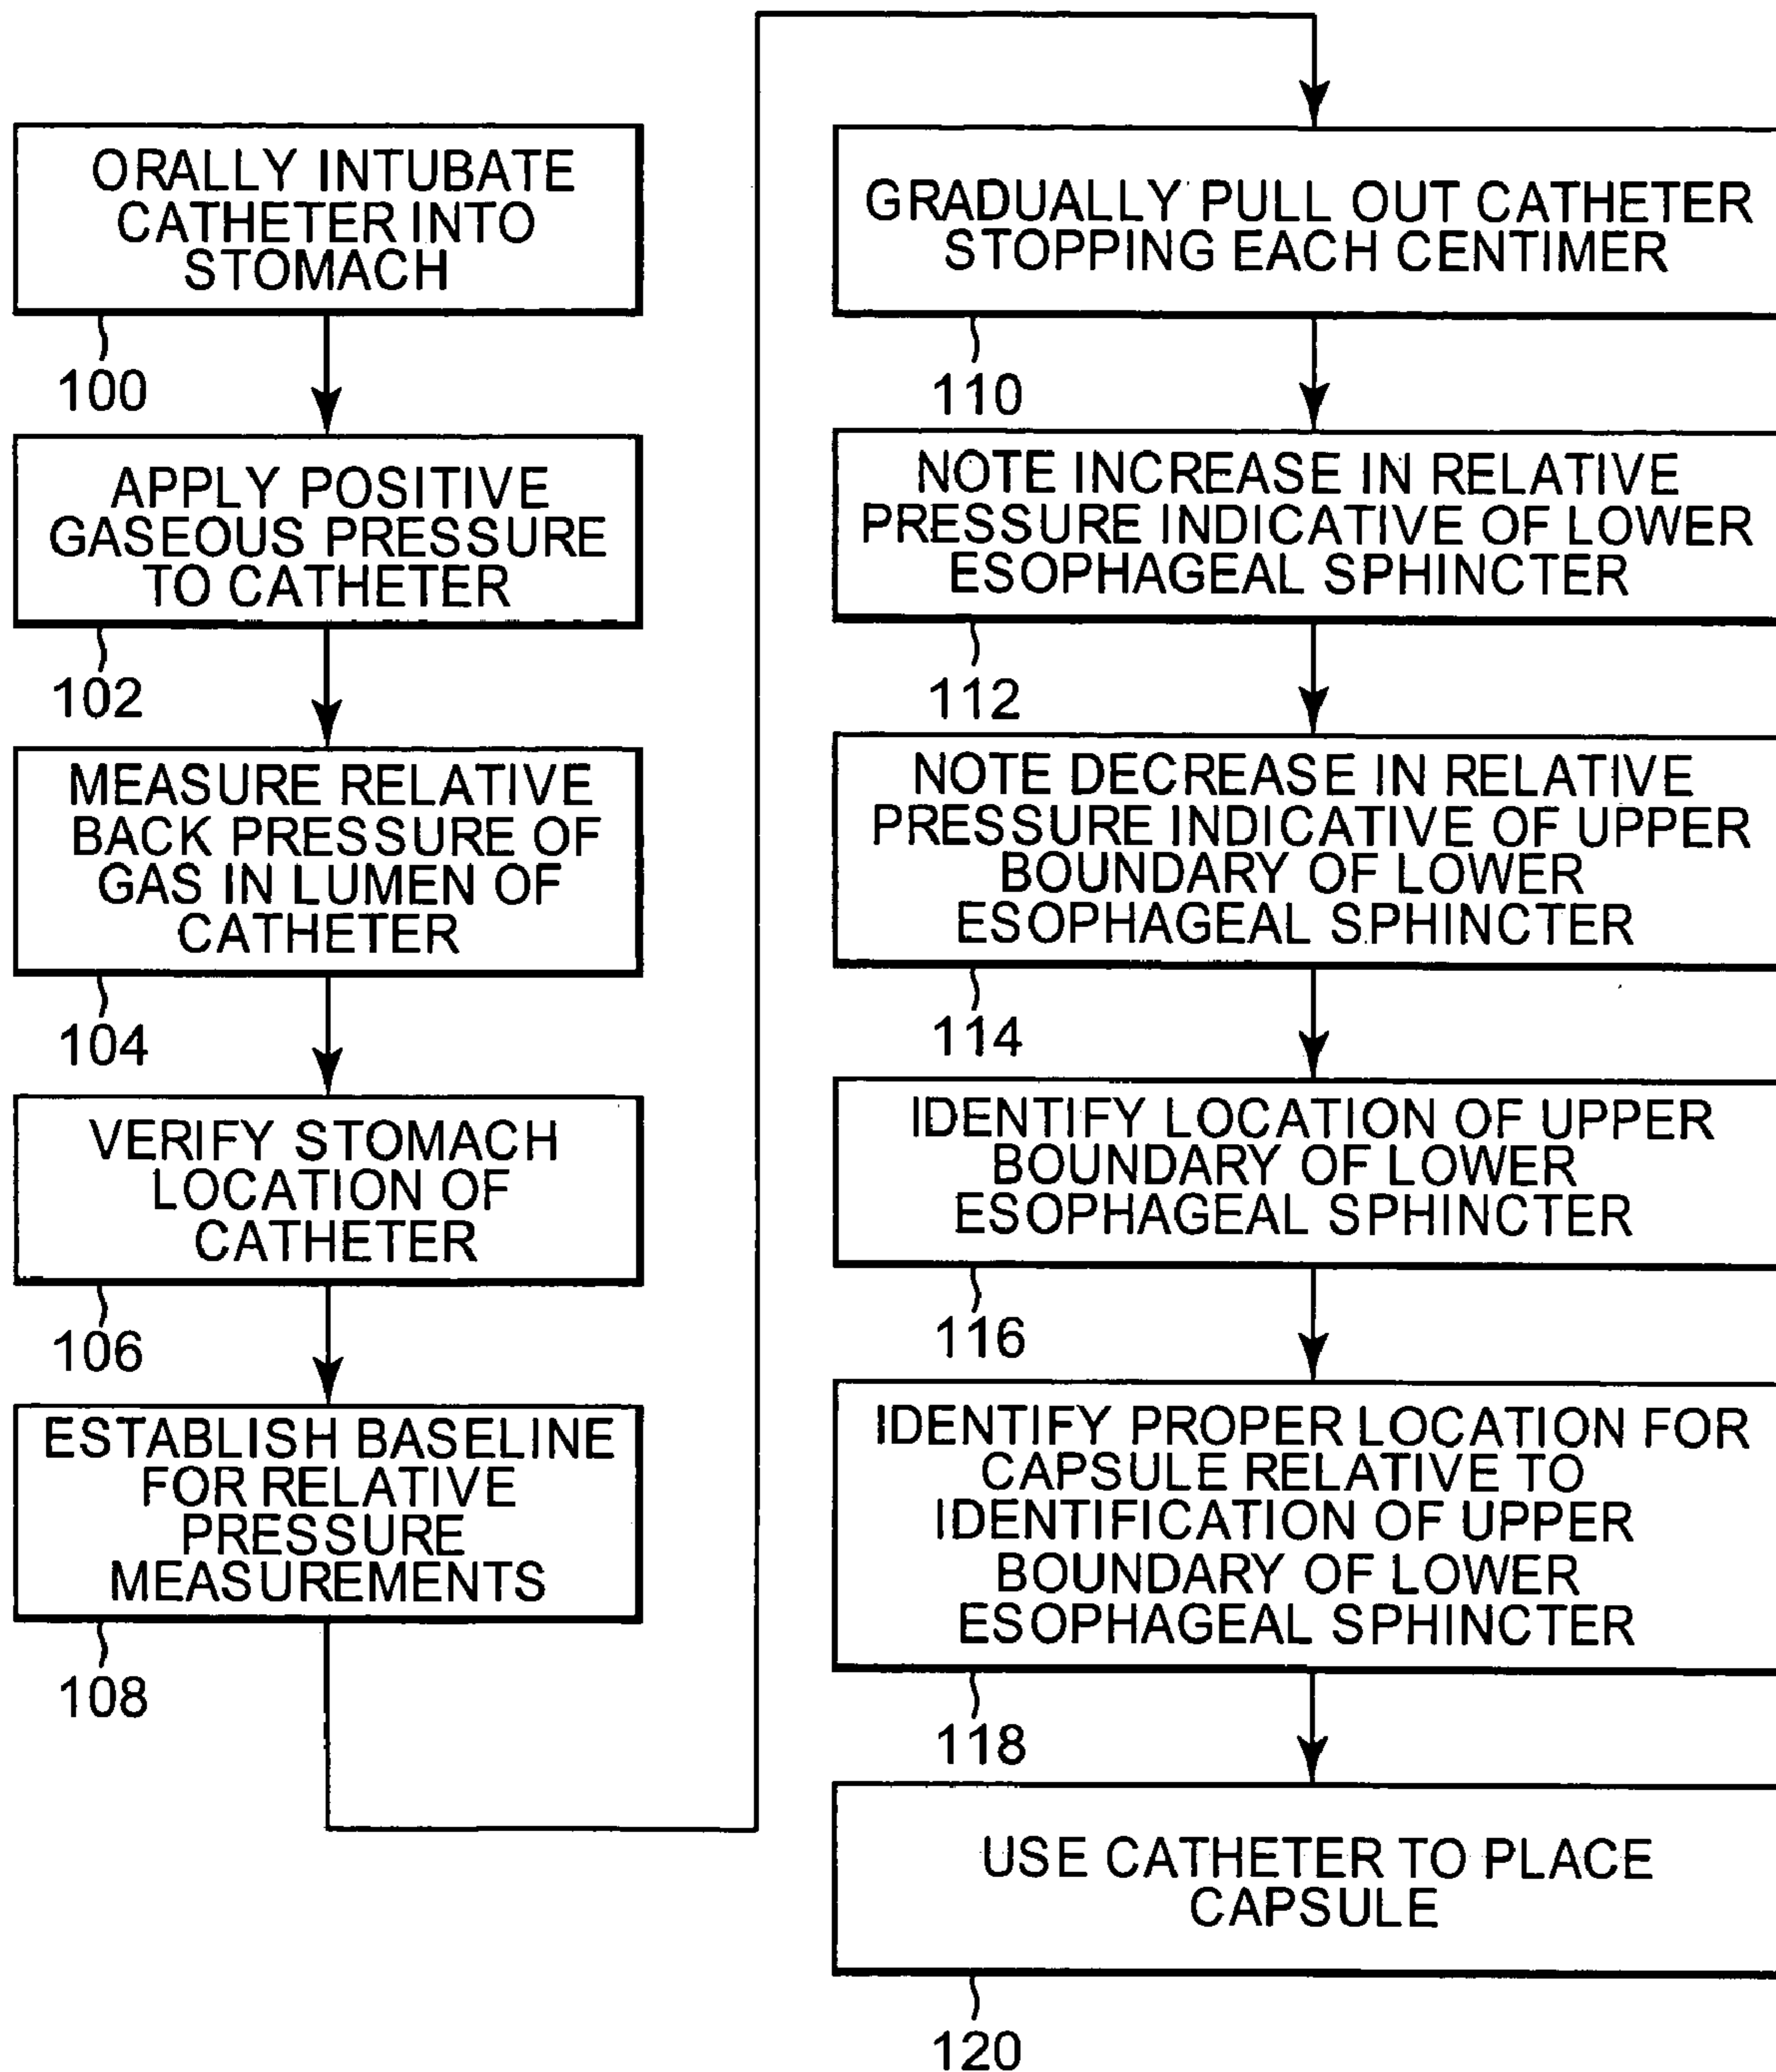 ORALLY INTUBATE
CATHETER INTO
STOMACH
100
APPLY POSITIVE
GASEOUS PRESSURE
TO CATHETER
102
MEASURE RELATIVE
BACK PRESSURE OF
GAS IN LUMEN OF
CATHETER
104
VERIFY STOMACH
LOCATION OF
CATHETER
106
ESTABLISH BASELINE
FOR RELATIVE
PRESSURE
MEASUREMENTS
108
GRADUALLY PULL OUT CATHETER
STOPPING EACH CENTIMER
110
NOTE INCREASE IN RELATIVE
PRESSURE INDICATIVE OF LOWER
ESOPHAGEAL SPHINCTER
112
NOTE DECREASE IN RELATIVE
PRESSURE INDICATIVE OF UPPER
BOUNDARY OF LOWER
ESOPHAGEAL SPHINCTER
114
IDENTIFY LOCATION OF UPPER
BOUNDARY OF LOWER
ESOPHAGEAL SPHINCTER
116
IDENTIFY PROPER LOCATION FOR
CAPSULE RELATIVE TO
IDENTIFICATION OF UPPER
BOUNDARY OF LOWER
ESOPHAGEAL SPHINCTER
118
USE CATHETER TO PLACE
CAPSULE
120